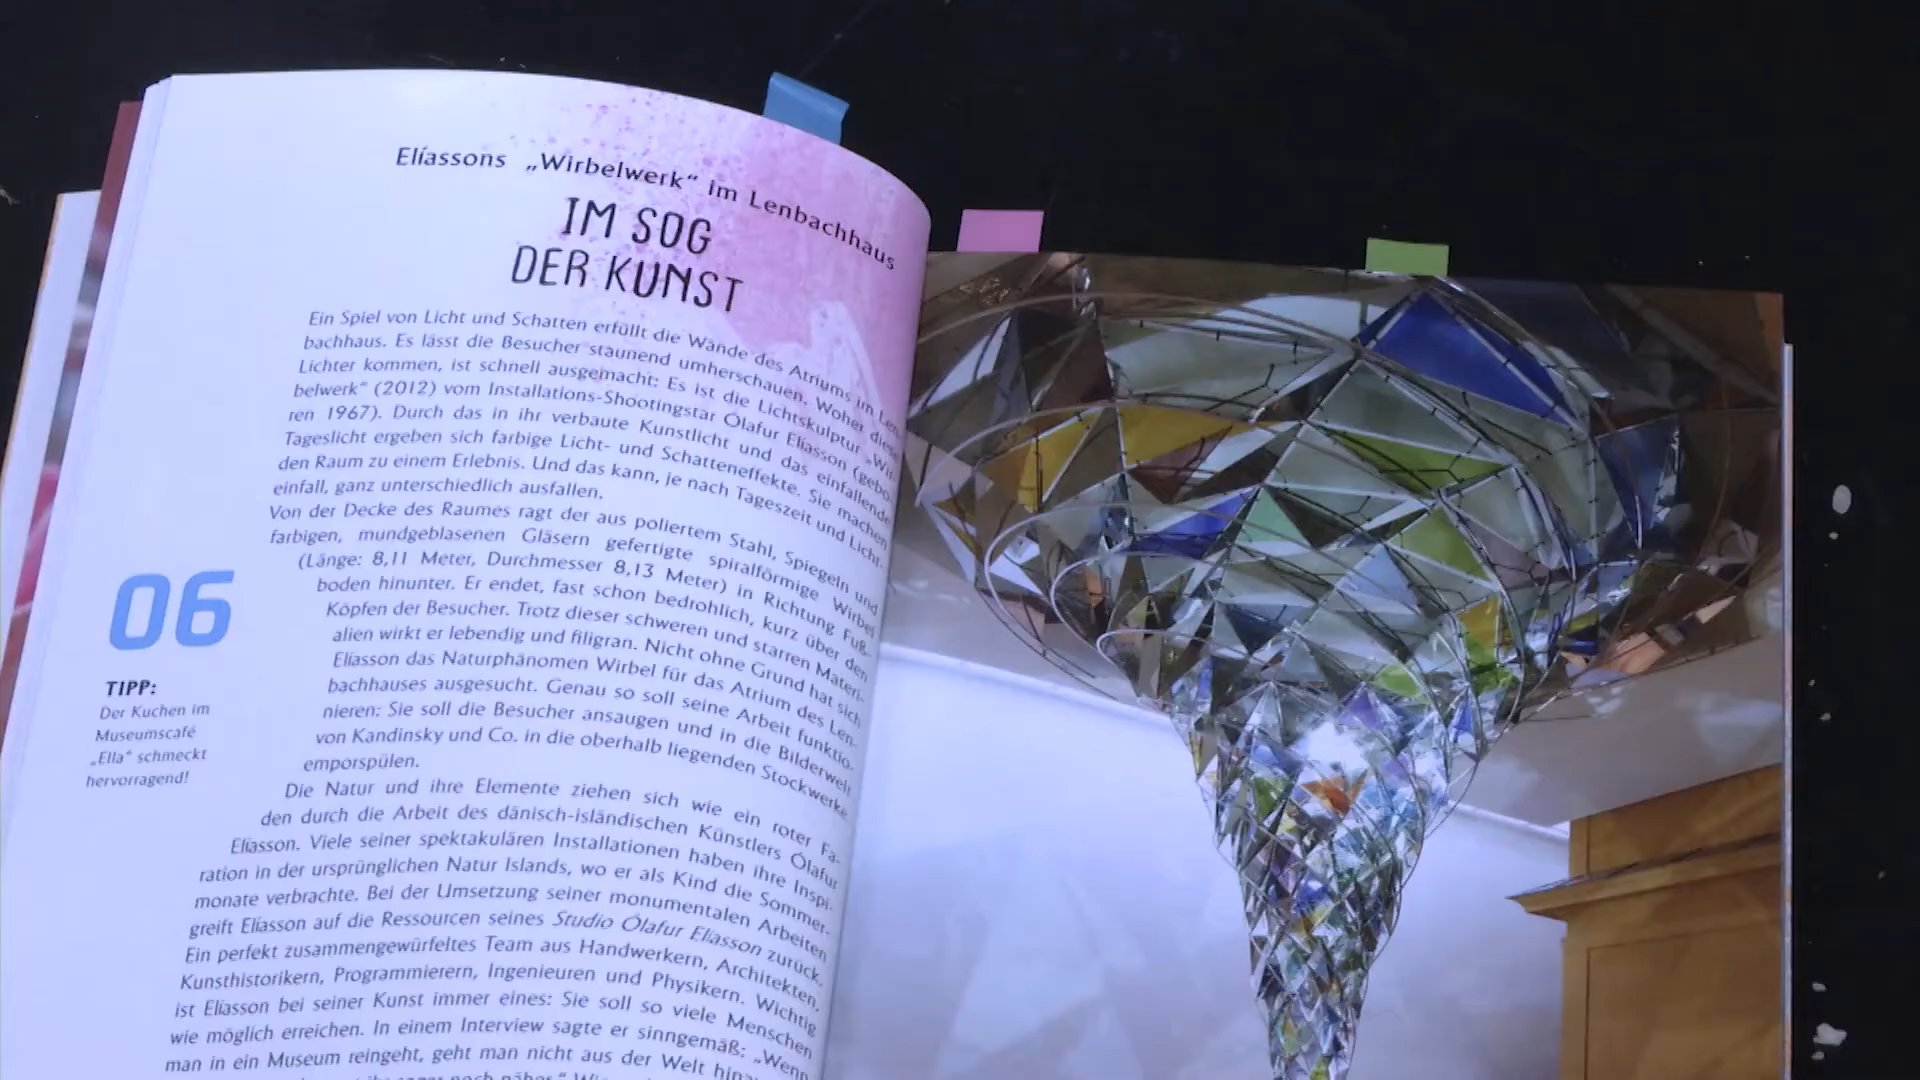 Elíassons „Wirbelwerk“ im Lenbachhaus
IM SOG
DER KUNST
Ein Spiel von Licht und Schatten erfüllt die Wände des Atriums im Len-
bachhaus. Es lässt die Besucher staunend umherschauen. Woher diese
Lichter kommen, ist schnell ausgemacht: Es ist die Lichtskulptur „Wir-
belwerk“ (2012) vom Installations-Shootingstar Ólafur Elíasson (gebo-
ren 1967). Durch das in ihr verbaute Kunstlicht und das einfallende
Tageslicht ergeben sich farbige Licht- und Schatteneffekte. Sie machen
den Raum zu einem Erlebnis. Und das kann, je nach Tageszeit und Licht-
einfall, ganz unterschiedlich ausfallen.
Von der Decke des Raumes ragt der aus poliertem Stahl, Spiegeln und
farbigen, mundgeblasenen Gläsern gefertigte spiralförmige Wirbel
(Länge: 8,11 Meter, Durchmesser 8,13 Meter) in Richtung Fuß-
boden hinunter. Er endet, fast schon bedrohlich, kurz über den
Köpfen der Besucher. Trotz dieser schweren und starren Materi-
alien wirkt er lebendig und filigran. Nicht ohne Grund hat sich
Elíasson das Naturphänomen Wirbel für das Atrium des Len-
bachhauses ausgesucht. Genau so soll seine Arbeit funktio-
nieren: Sie soll die Besucher ansaugen und in die Bilderwelt
von Kandinsky und Co. in die oberhalb liegenden Stockwerke
emporspülen.
Die Natur und ihre Elemente ziehen sich wie ein roter Fa-
den durch die Arbeit des dänisch-isländischen Künstlers Ólafur
Elíasson. Viele seiner spektakulären Installationen haben ihre Inspi-
ration in der ursprünglichen Natur Islands, wo er als Kind die Sommer-
monate verbrachte. Bei der Umsetzung seiner monumentalen Arbeiten
greift Elíasson auf die Ressourcen seines Studio Ólafur Elíasson zurück.
Ein perfekt zusammengewürfeltes Team aus Handwerkern, Architekten,
Kunsthistorikern, Programmierern, Ingenieuren und Physikern. Wichtig
ist Elíasson bei seiner Kunst immer eines: Sie soll so viele Menschen
wie möglich erreichen. In einem Interview sagte er sinngemäß: „Wenn
man in ein Museum reingeht, geht man nicht aus der Welt
06
TIPP:
Der Kuchen im
Museumscafé
„Ella“ schmeckt
hervorragend!